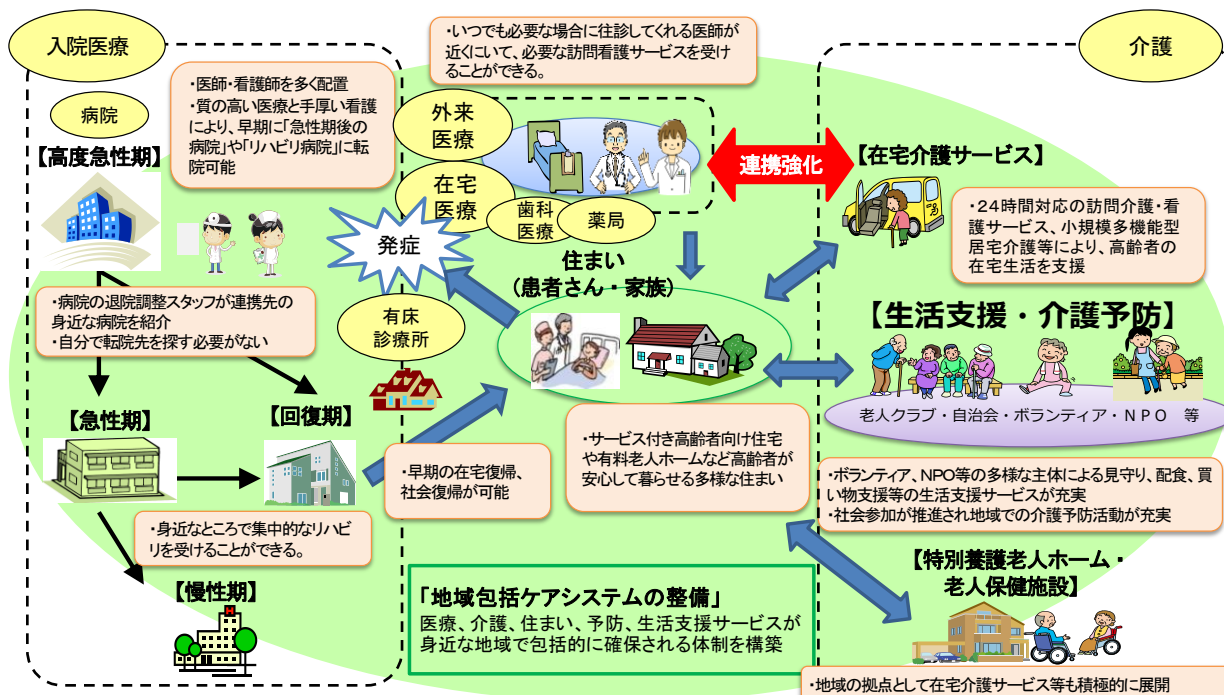 入院医療
病院
【高度急性期】
・医師・看護師を多く配置
・質の高い医療と手厚い看護
により、早期に「急性期後の
病院」や「リハビリ病院」に転
院可能
・病院の退院調整スタッフが連携先の
身近な病院を紹介
・自分で転院先を探す必要がない
【急性期】
【回復期】
・身近なところで集中的なリハビ
リを受けることができる。
【慢性期】
H
・いつでも必要な場合に往診してくれる医師が
近くにいて、必要な訪問看護サービスを受け
ることができる。
外来
医療
在宅
医療
歯科
医療
薬局
発症
有床
診療所
住まい
(患者さん・家族)
・早期の在宅復帰、
社会復帰が可能
・サービス付き高齢者向け住宅
や有料老人ホームなど高齢者が
安心して暮らせる多様な住まい
「地域包括ケアシステムの整備」
医療、介護、住まい、予防、生活支援サービスが
身近な地域で包括的に確保される体制を構築
連携強化
介護
【在宅介護サービス】
・24時間対応の訪問介護・看
護サービス、小規模多機能型
居宅介護等により、高齢者の
在宅生活を支援
【生活支援・介護予防】
老人クラブ・自治会・ボランティア・NPO 等
・ボランティア、NPO等の多様な主体による見守り、配食、買
い物支援等の生活支援サービスが充実
・社会参加が推進され地域での介護予防活動が充実
【特別養護老人ホーム・
老人保健施設】
・地域の拠点として在宅介護サービス等も積極的に展開